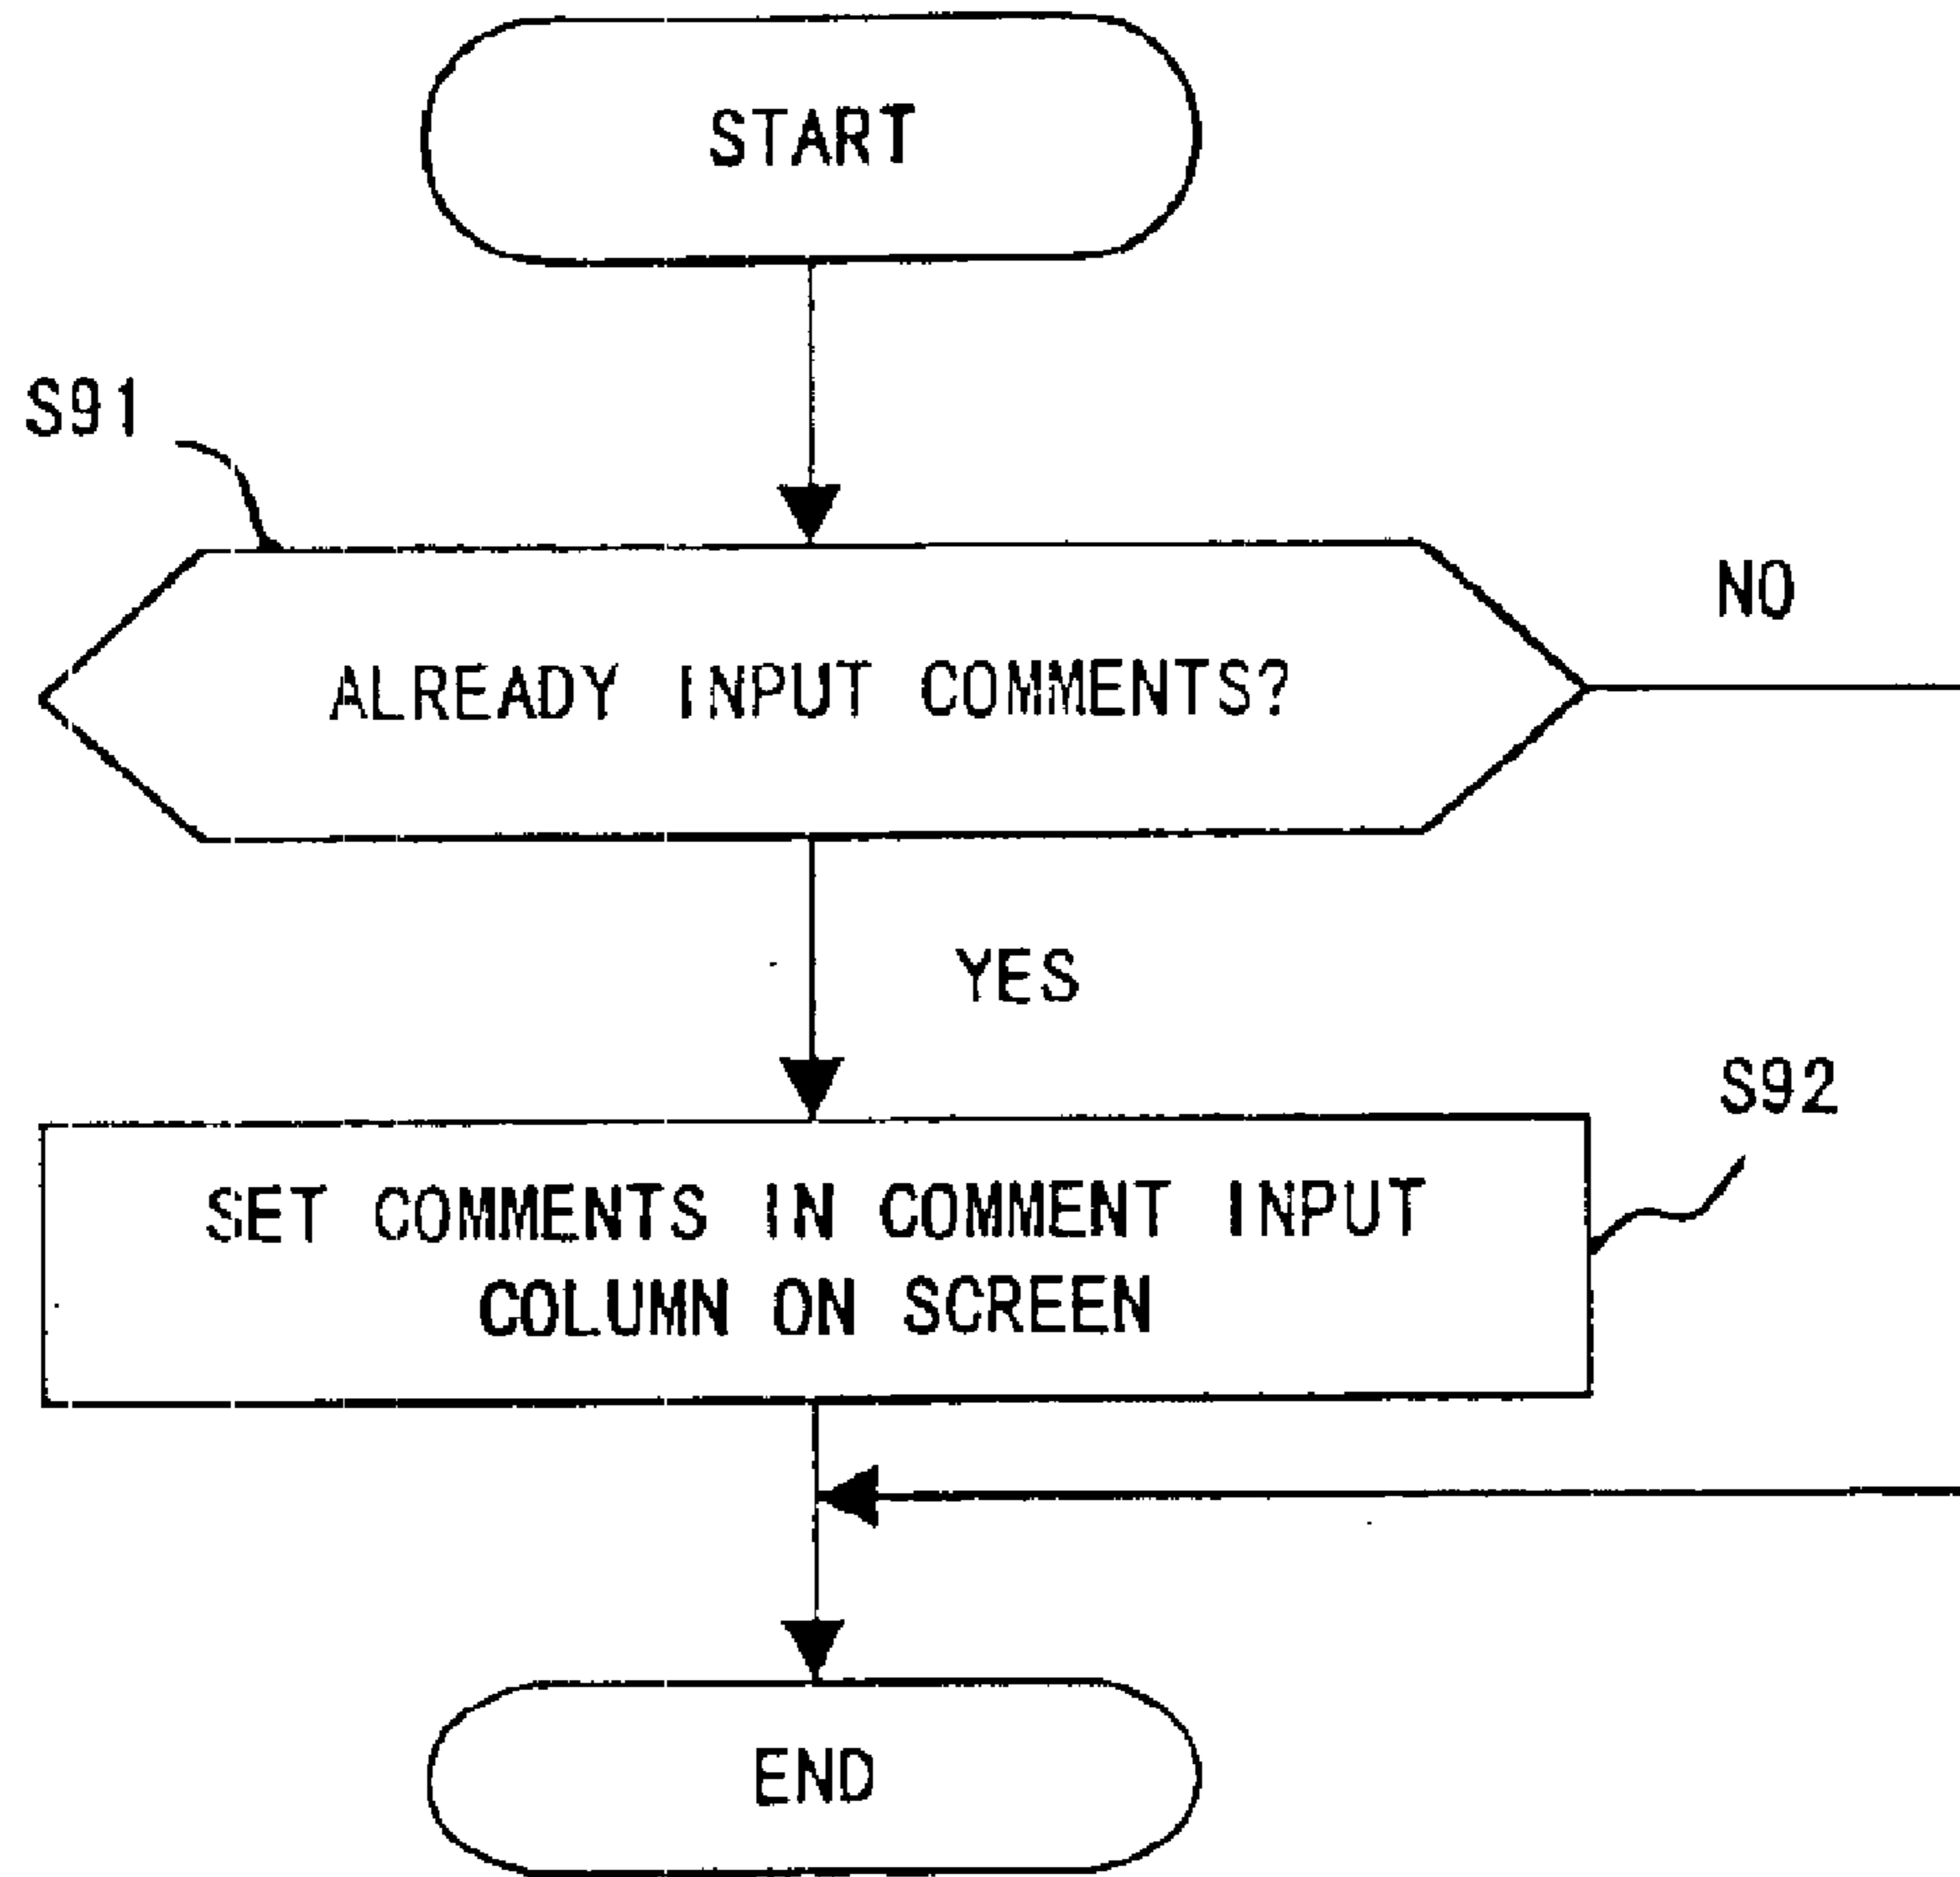 START
S91
NO
ALREADY INPUT COMMENTS?
YES
S92
SET COMMENTS IN COMMENT INPUT
COLUMN ON SCREEN
END